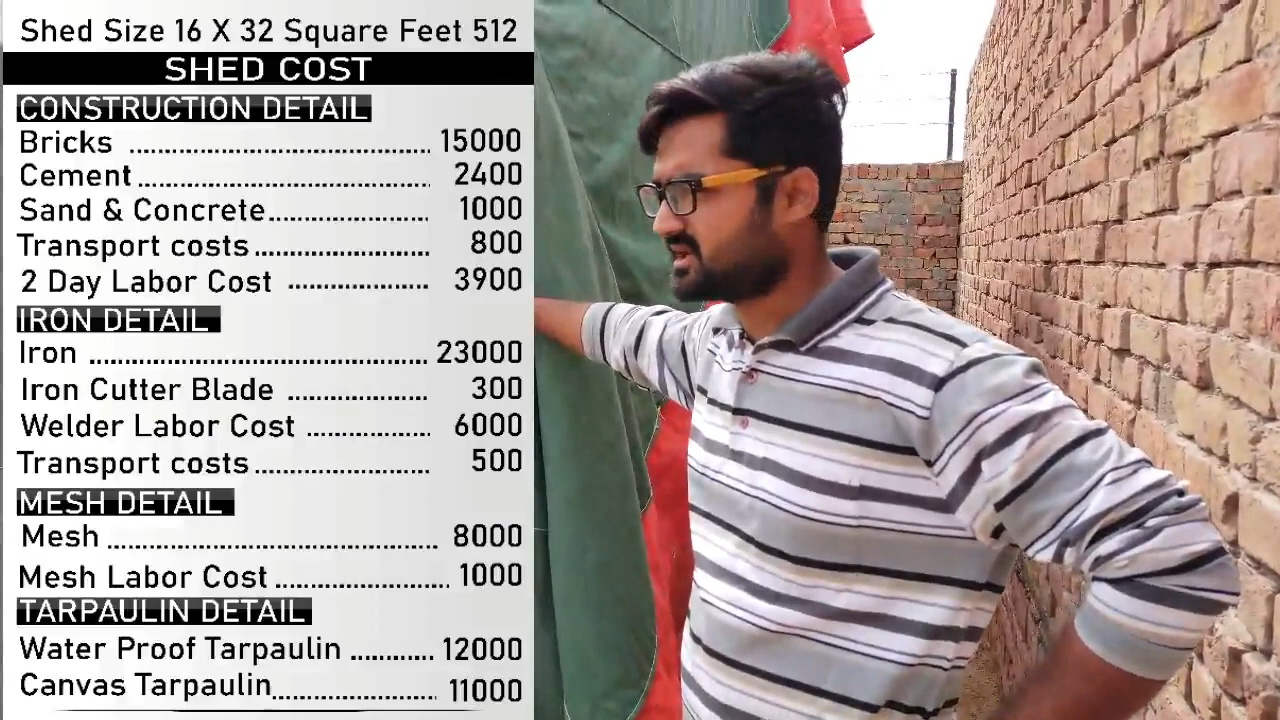 Shed Size 16 X 32 Square Feet 512
SHED COST
CONSTRUCTION DETAIL
Bricks ........................................ 15000
Cement ....................................... 2400
Sand & Concrete..................... 1000
Transport costs ....................... 800
2 Day Labor Cost .................. 3900
IRON DETAIL
Iron ............................................. 23000
Iron Cutter Blade .................. 300
Welder Labor Cost ................ 6000
Transport costs ....................... 500
MESH DETAIL
Mesh ............................................ 8000
Mesh Labor Cost ....................... 1000
TARPAULIN DETAIL
Water Proof Tarpaulin ........... 12000
Canvas Tarpaulin...................... 11000